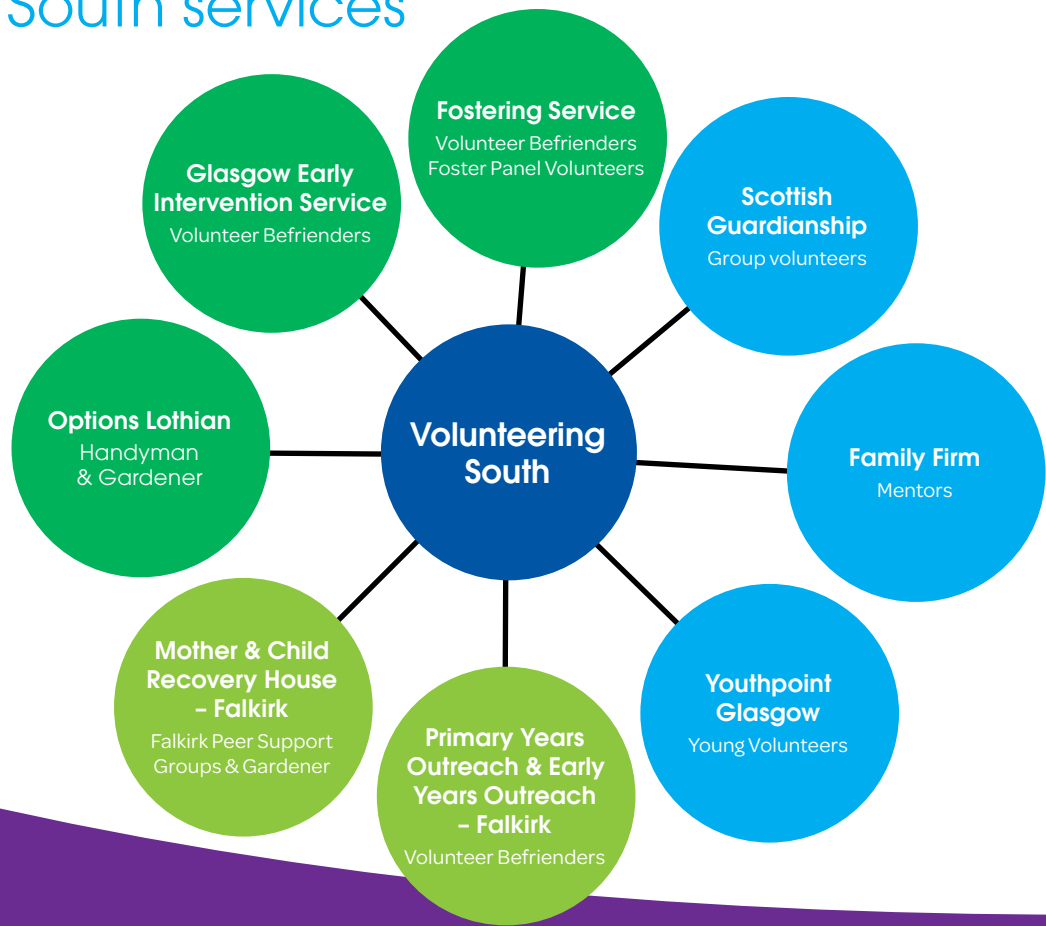 South services
Fostering Service
Volunteer Befrienders
Foster Panel Volunteers
Glasgow Early
Intervention Service
Volunteer Befrienders
Scottish
Guardianship
Group volunteers
Options Lothian
Handyman
& Gardener
Volunteering
South
Family Firm
Mentors
Mother & Child
Recovery House
– Falkirk
Falkirk Peer Support
Groups & Gardener
Primary Years
Outreach & Early
Years Outreach
– Falkirk
Volunteer Befrienders
Youthpoint
Glasgow
Young Volunteers